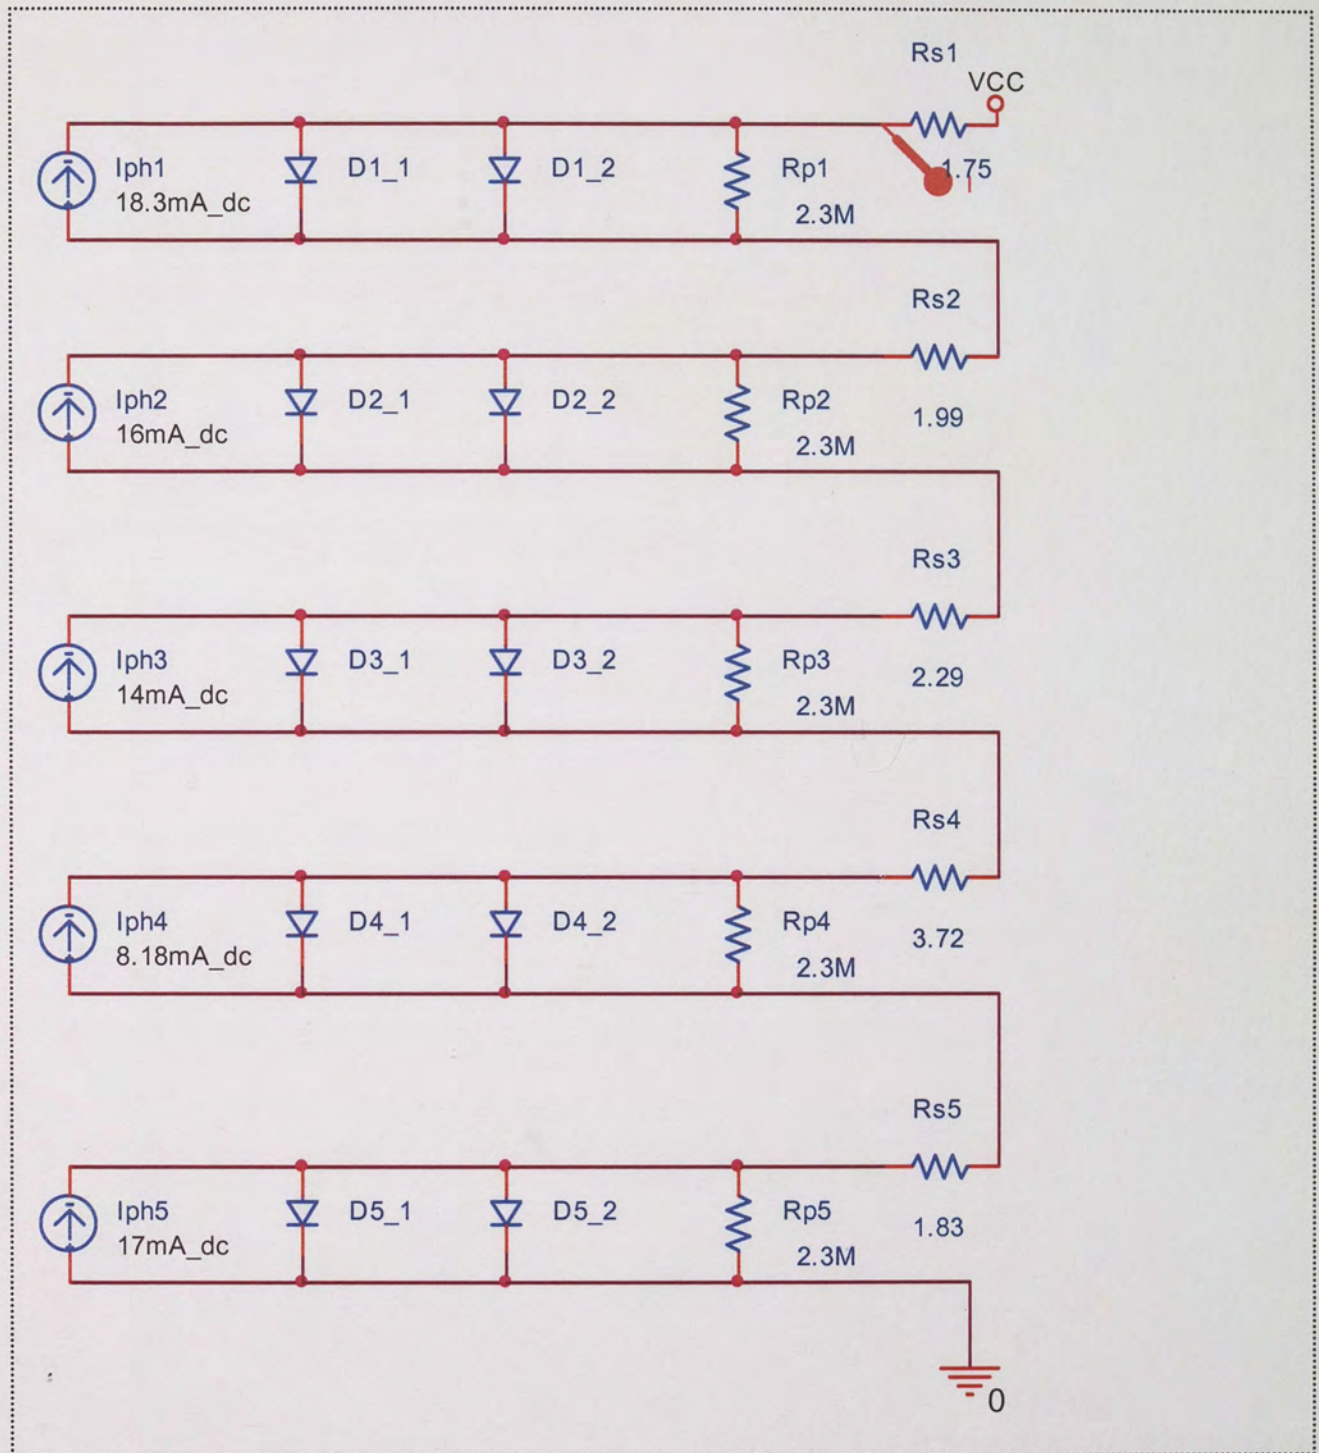 Rs1
VCC
Iph1 D1_1 D1_2 Rp1 1.75
18.3mA_dc 2.3M
I
Rs2
Iph2 D2_1 D2_2 Rp2
16mA_dc 2.3M 1.99
Rs3
Iph3 D3_1 D3_2 Rp3
14mA_dc 2.3M 2.29
Rs4
Iph4 D4_1 D4_2 Rp4
8.18mA_dc 2.3M 3.72
Rs5
Iph5 D5_1 D5_2 Rp5
17mA_dc 2.3M 1.83
0